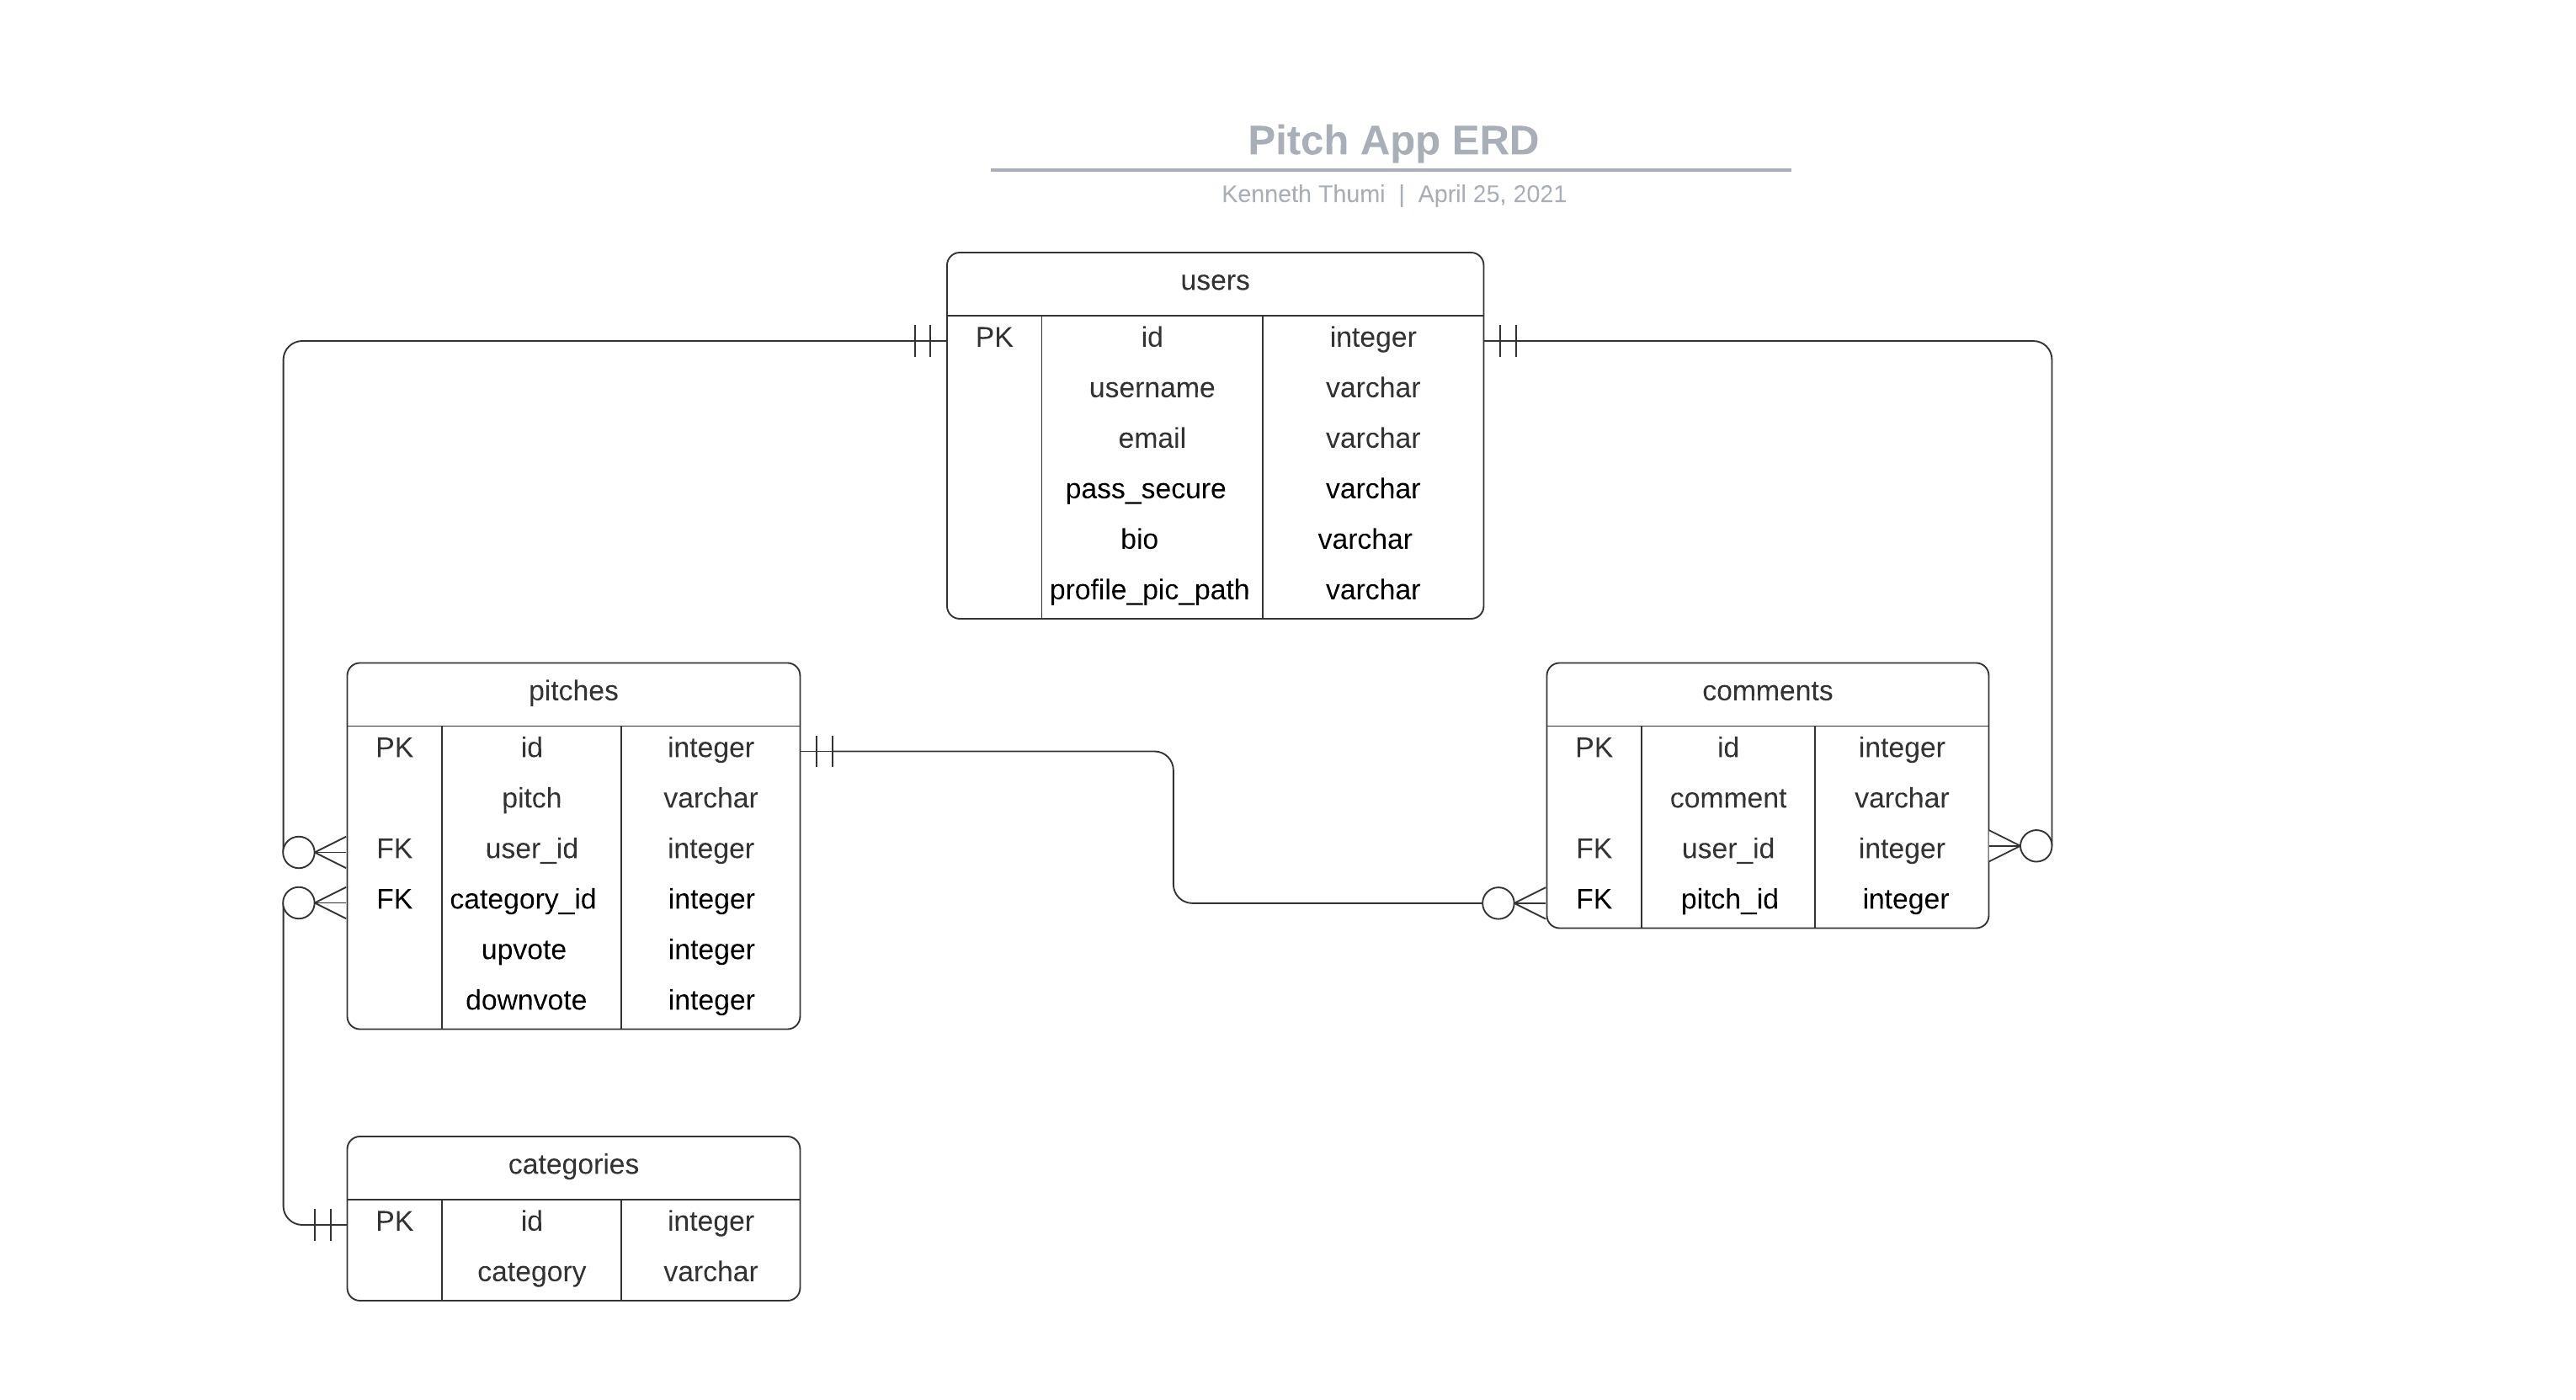 Pitch App ERD
Kenneth Thumi | April 25, 2021
users
PK id integer
username varchar
email varchar
pass_secure varchar
bio varchar
profile_pic_path varchar
pitches
PK id integer
pitch varchar
FK user_id integer
FK category_id integer
upvote integer
downvote integer
comments
PK id integer
comment varchar
FK user_id integer
FK pitch_id integer
categories
PK id integer
category varchar